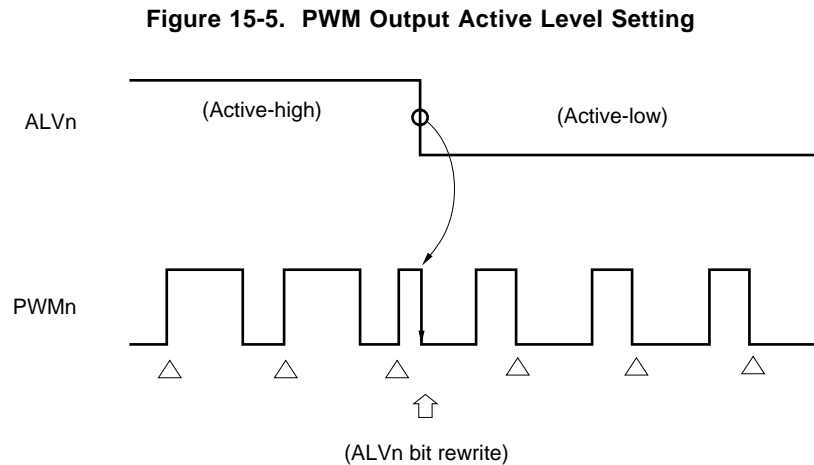 Figure 15-5. PWM Output Active Level Setting
ALVn
(Active-high)
(Active-low)
PWMn
(ALVn bit rewrite)